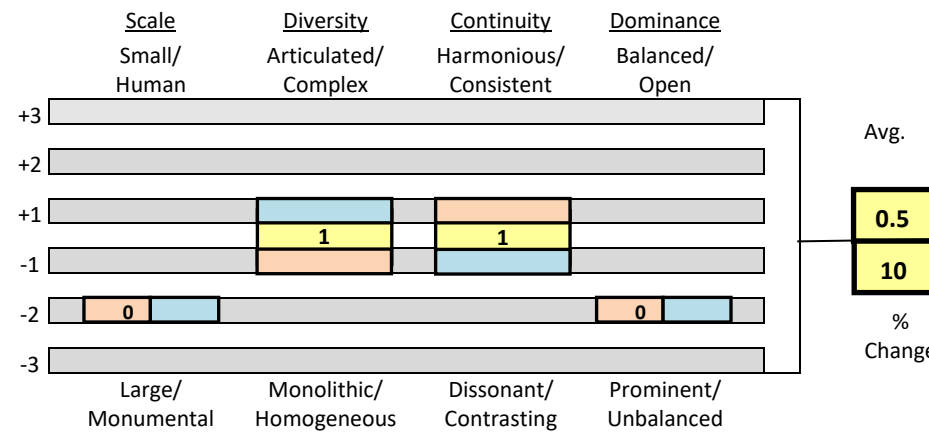 Scale Diversity Continuity Dominance
Small/ Articulated/ Harmonious/ Balanced/
Human Complex Consistent Open
+3
Avg.
+2
+1
0.5
1 1
-1
10
-2 0 0
%
Change
-3
Large/ Monolithic/ Dissonant/ Prominent/
Monumental Homogeneous Contrasting Unbalanced